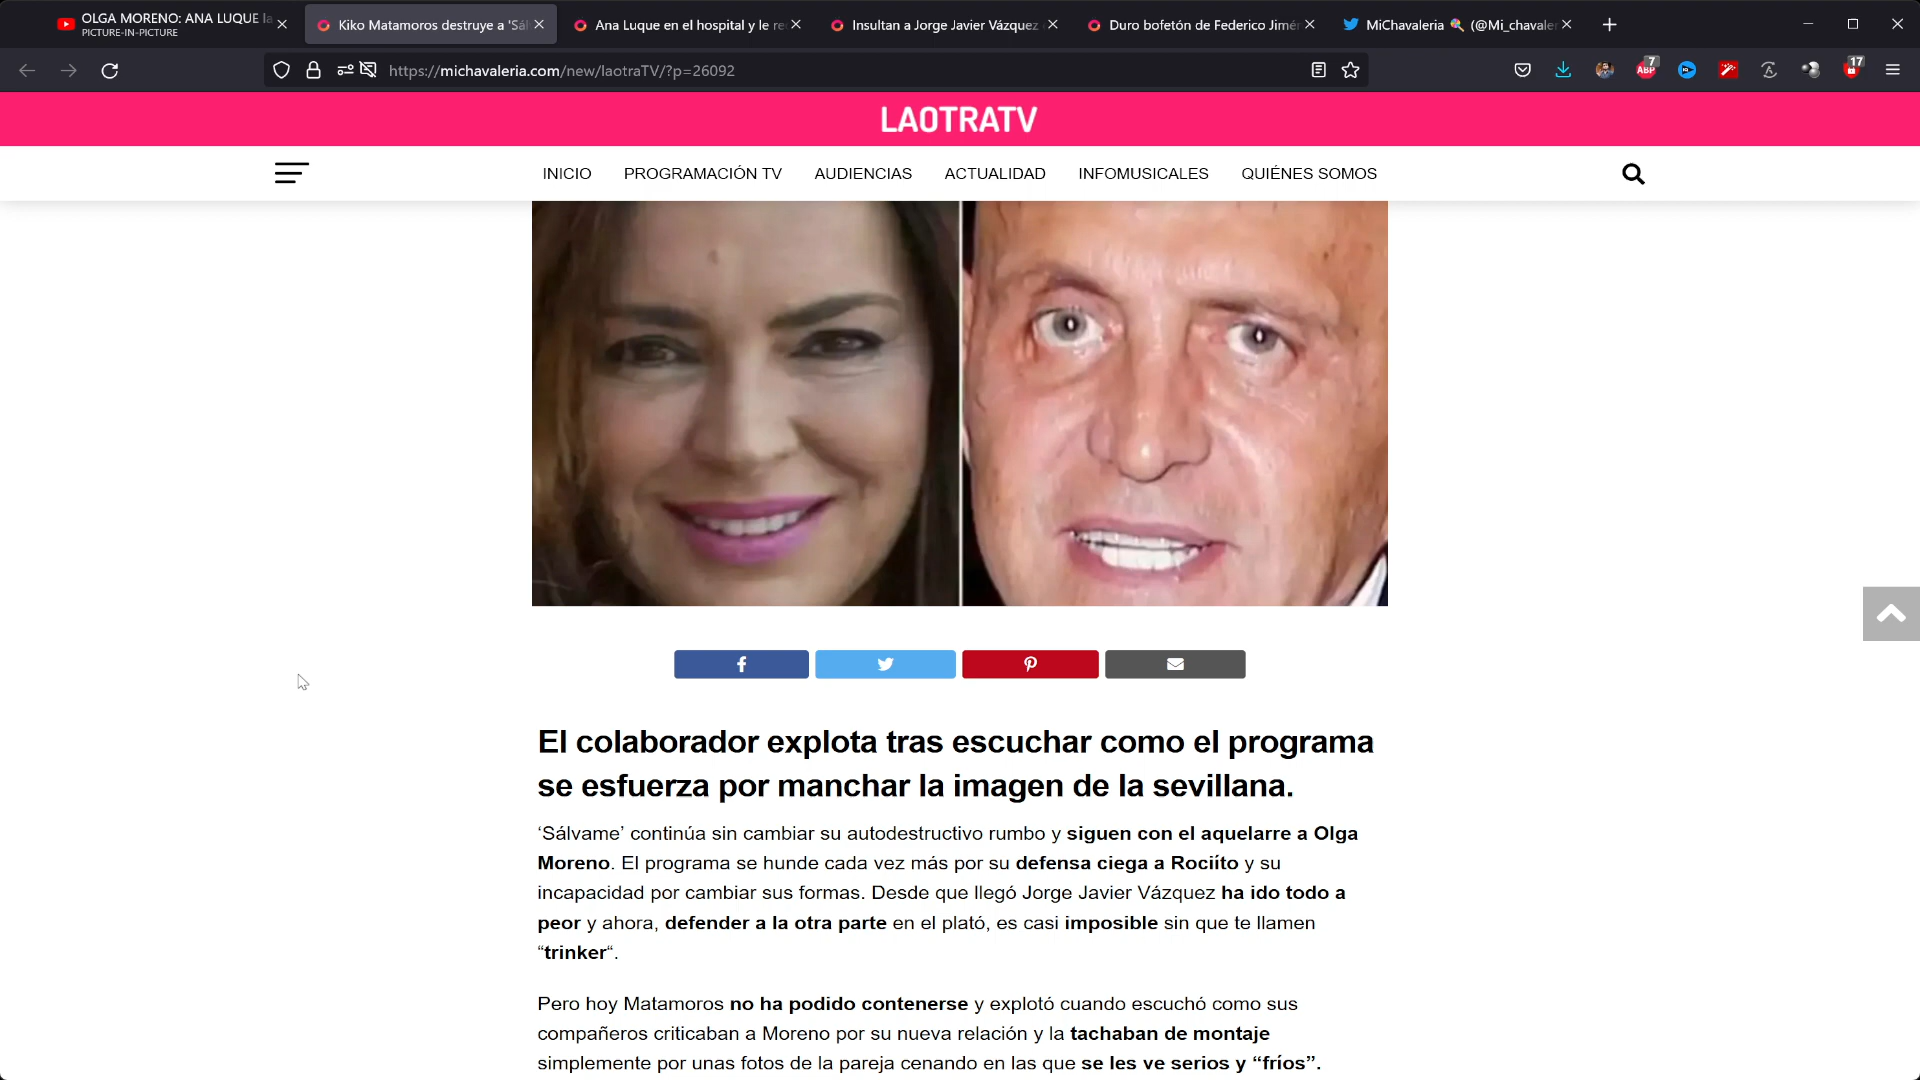 OLGA MORENO: ANA LUQUE la
PICTURE-IN-PICTURE
Kiko Matamoros destruye a 'Sál
Ana Luque en el hospital y le re
Insultan a Jorge Javier Vázquez
Duro bofetón de Federico Jimén
MiChavaleria (@Mi_chavaler
https://michavaleria.com/new/laotraTV/?p=26092
ABP
7
17
LAOTRATV
INICIO
PROGRAMACIÓN TV
AUDIENCIAS
ACTUALIDAD
INFOMUSICALES
QUIÉNES SOMOS
El colaborador explota tras escuchar como el programa
se esfuerza por manchar la imagen de la sevillana.
‘Sálvame’ continúa sin cambiar su autodestructivo rumbo y siguen con el aquelarre a Olga
Moreno. El programa se hunde cada vez más por su defensa ciega a Rociíto y su
incapacidad por cambiar sus formas. Desde que llegó Jorge Javier Vázquez ha ido todo a
peor y ahora, defender a la otra parte en el plató, es casi imposible sin que te llamen
“trinker“.
Pero hoy Matamoros no ha podido contenerse y explotó cuando escuchó como sus
compañeros criticaban a Moreno por su nueva relación y la tachaban de montaje
simplemente por unas fotos de la pareja cenando en las que se les ve serios y “fríos”.